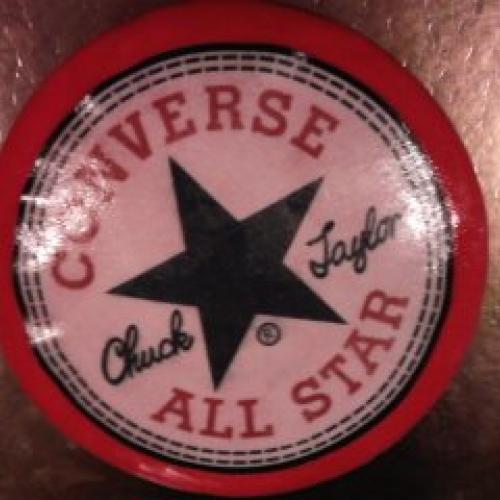 CONVERSE
Chuck Taylor
®
ALL STAR